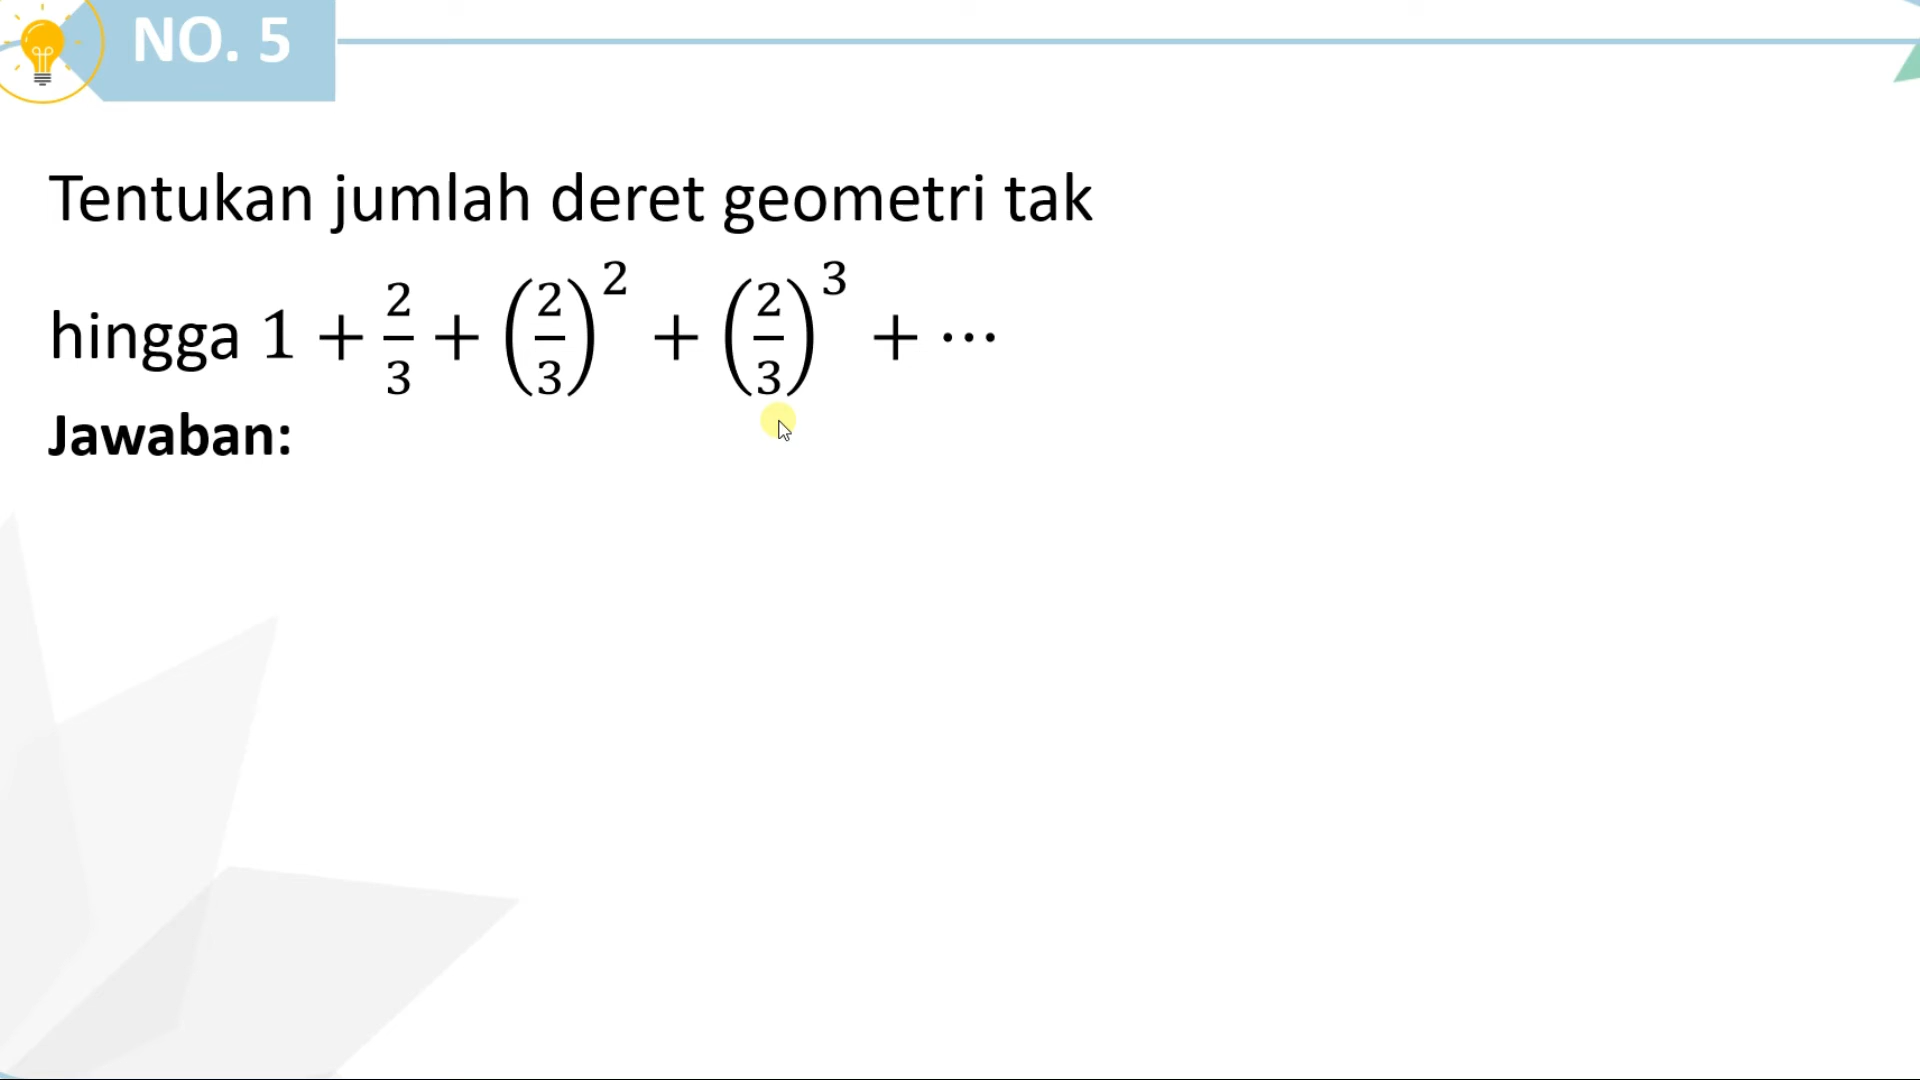 NO. 5
Tentukan jumlah deret geometri tak
hingga 1 + 2/3 + (2/3)² + (2/3)³ + ⋯
Jawaban: